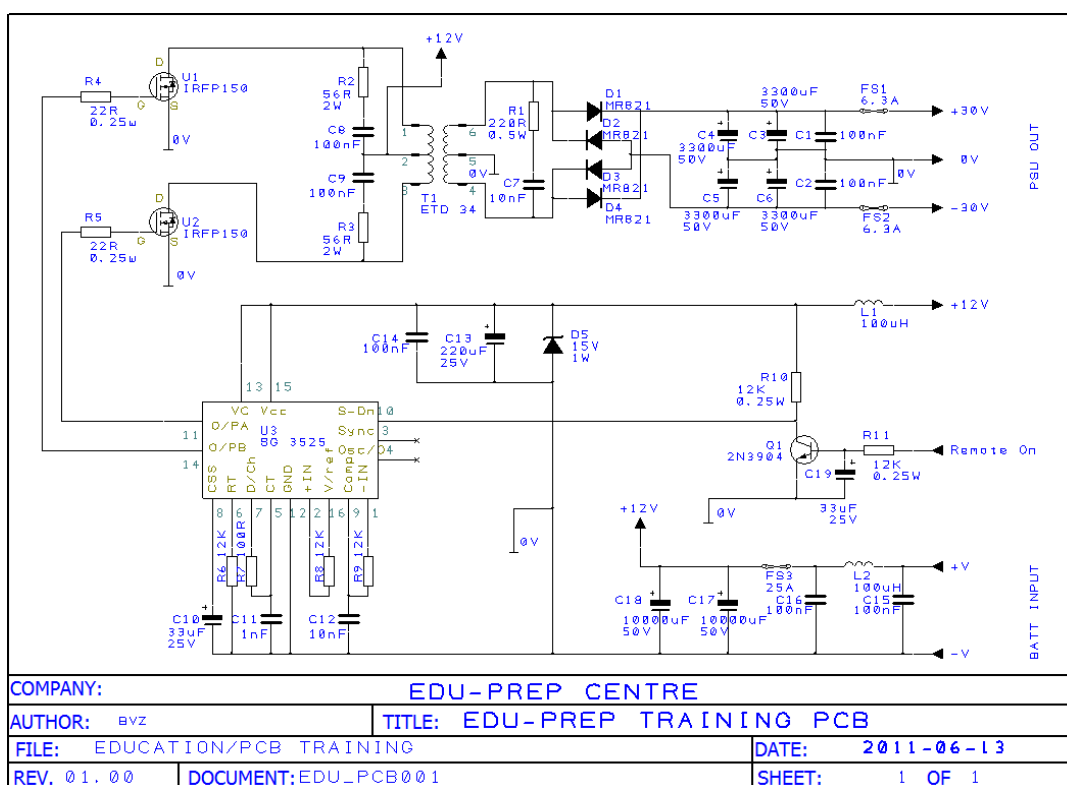 +12V
D
U1
IRFP150
R4
22R
0.25W
G
S
0V
R2
56R
2W
C8
100nF
C9
100nF
R3
56R
2W
1
2
3
6
5
4
0V
T1
ETD 34
R1
220R
0.5W
C7
10nF
D1
MR821
D2
MR821
D3
MR821
D4
MR821
3300uF
50V
C4
3300uF
50V
C3
C1
100nF
FS1
6.3A
+30V
0V
0V
-30V
C5
3300uF
50V
C6
3300uF
50V
C2
100nF
FS2
6.3A
PSU OUT
D
U2
IRFP150
R5
22R
0.25W
G
S
0V
C14
100nF
C13
220uF
25V
D5
15V
1W
L1
100uH
+12V
R10
12K
0.25W
Q1
2N3904
R11
12K
0.25W
Remote On
C19
33uF
25V
0V
0V
13 15
VC Vcc S-Dn 10
11 O/PA Sync 3
U3
SG 3525
14 O/PB Osc/O 4
CSS RT D/Ch CT GND +IN V/ref Comp -IN
8 6 7 5 12 2 16 9 1
R6 12K
R7 100R
R8 12K
R9 12K
C10
33uF
25V
C11
1nF
C12
10nF
+12V
C18
10000uF
50V
C17
10000uF
50V
FS3
25A
C16
100nF
L2
100uH
C15
100nF
+V
-V
BATT INPUT
COMPANY: EDU-PREP CENTRE
AUTHOR: BVZ TITLE: EDU-PREP TRAINING PCB
FILE: EDUCATION/PCB TRAINING DATE: 2011-06-13
REV. 01.00 DOCUMENT: EDU_PCB001 SHEET: 1 OF 1